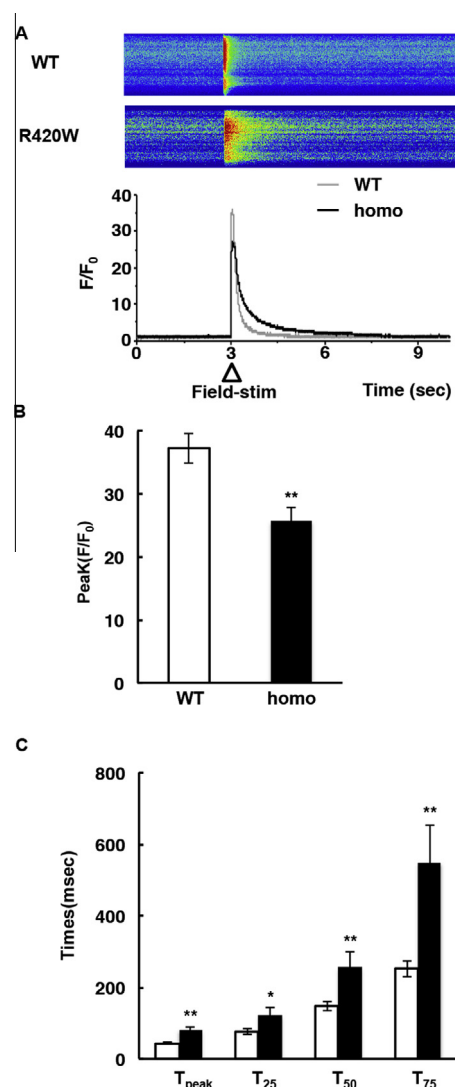 A
WT
R420W
WT
homo
40
30
20
10
0
F/F0
0 3 6 9
Field-stim
Time (sec)
B
40
30
20
10
0
PeaK(F/F0)
**
WT homo
C
800
600
400
200
0
Times(msec)
** * ** **
Tpeak T25 T50 T75